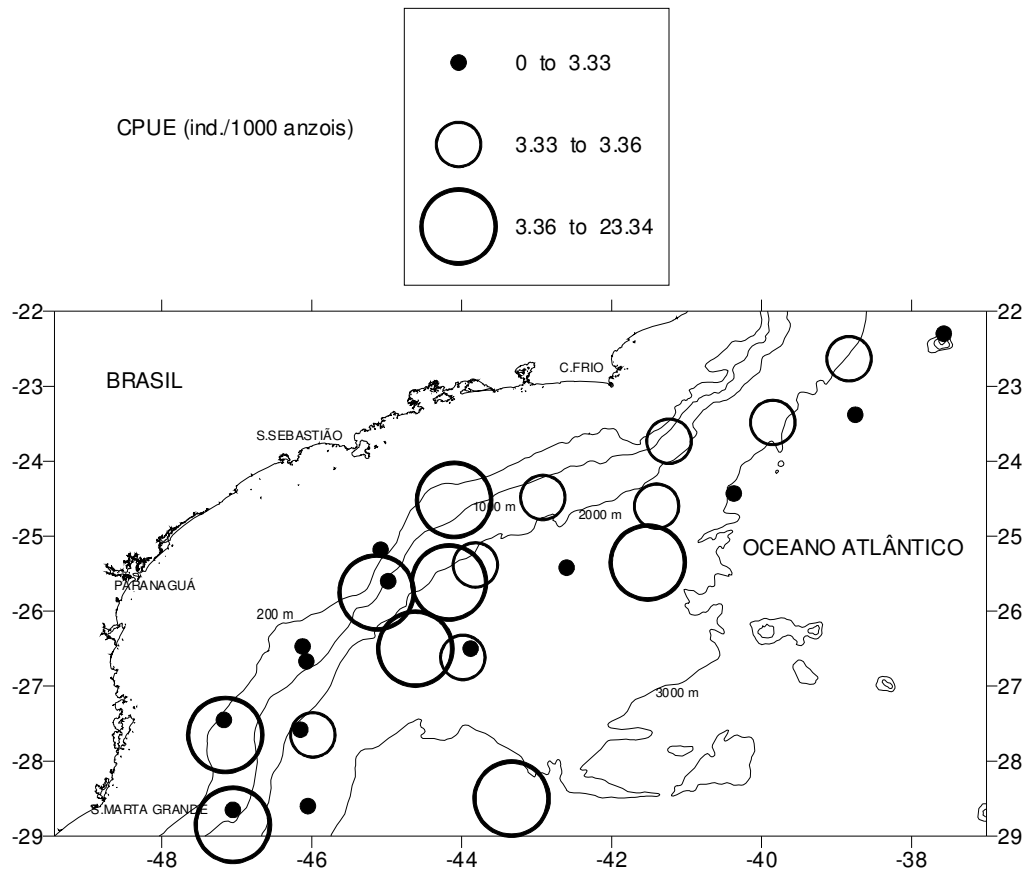 0 to 3.33
CPUE (ind./1000 anzois)
3.33 to 3.36
3.36 to 23.34
-22
-22
BRASIL
C.FRIO
-23
-23
S.SEBASTIÃO
-24
-24
1000 m
2000 m
-25
-25
OCEANO ATLÂNTICO
PARANAGUÁ
200 m
-26
-26
-27
3000 m
-27
-28
-28
S.MARTA GRANDE
-29
-29
-48
-46
-44
-42
-40
-38